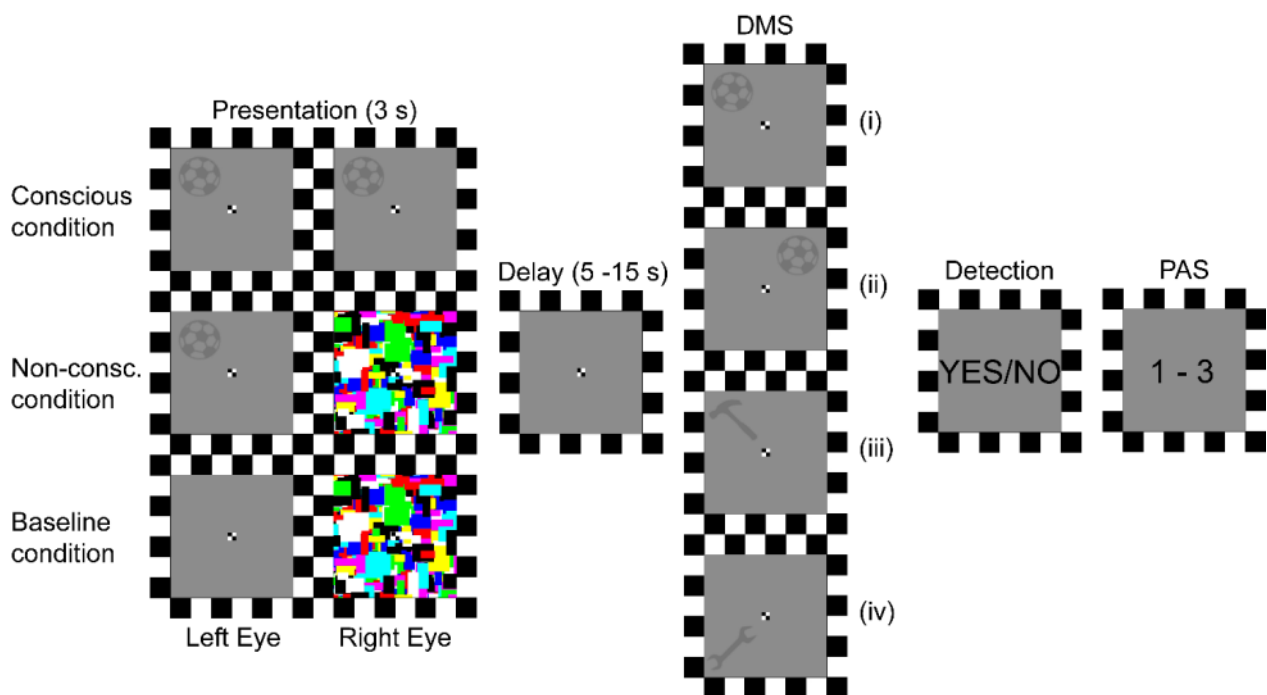 DMS
Presentation (3 s)
(i)
Conscious
condition
Delay (5 -15 s)
(ii)
Detection
PAS
Non-consc.
condition
YES/NO
1 - 3
(iii)
Baseline
condition
(iv)
Left Eye
Right Eye